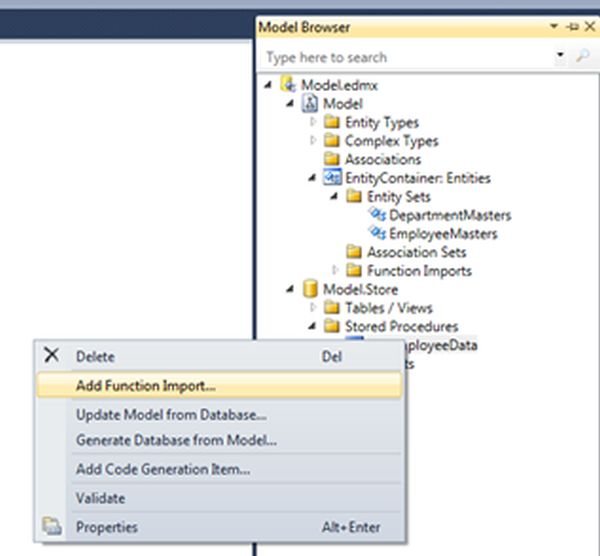 Model Browser
Type here to search
Model.edmx
Model
Entity Types
Complex Types
Associations
EntityContainer: Entities
Entity Sets
DepartmentMasters
EmployeeMasters
Association Sets
Function Imports
Model.Store
Tables / Views
Stored Procedures
ployeeData
ts
Delete Del
Add Function Import...
Update Model from Database...
Generate Database from Model...
Add Code Generation Item...
Validate
Properties Alt+Enter